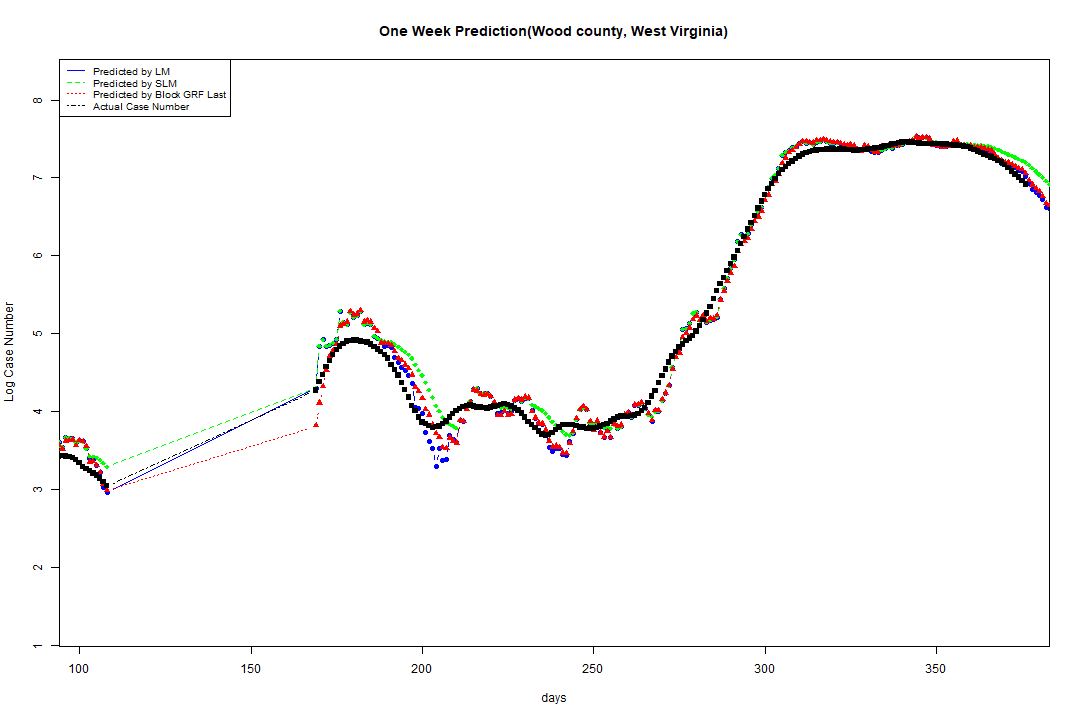 One Week Prediction(Wood county, West Virginia)
Predicted by LM
Predicted by SLM
Predicted by Block GRF Last
Actual Case Number
8
7
6
5
4
3
2
1
Log Case Number
100 150 200 250 300 350
days